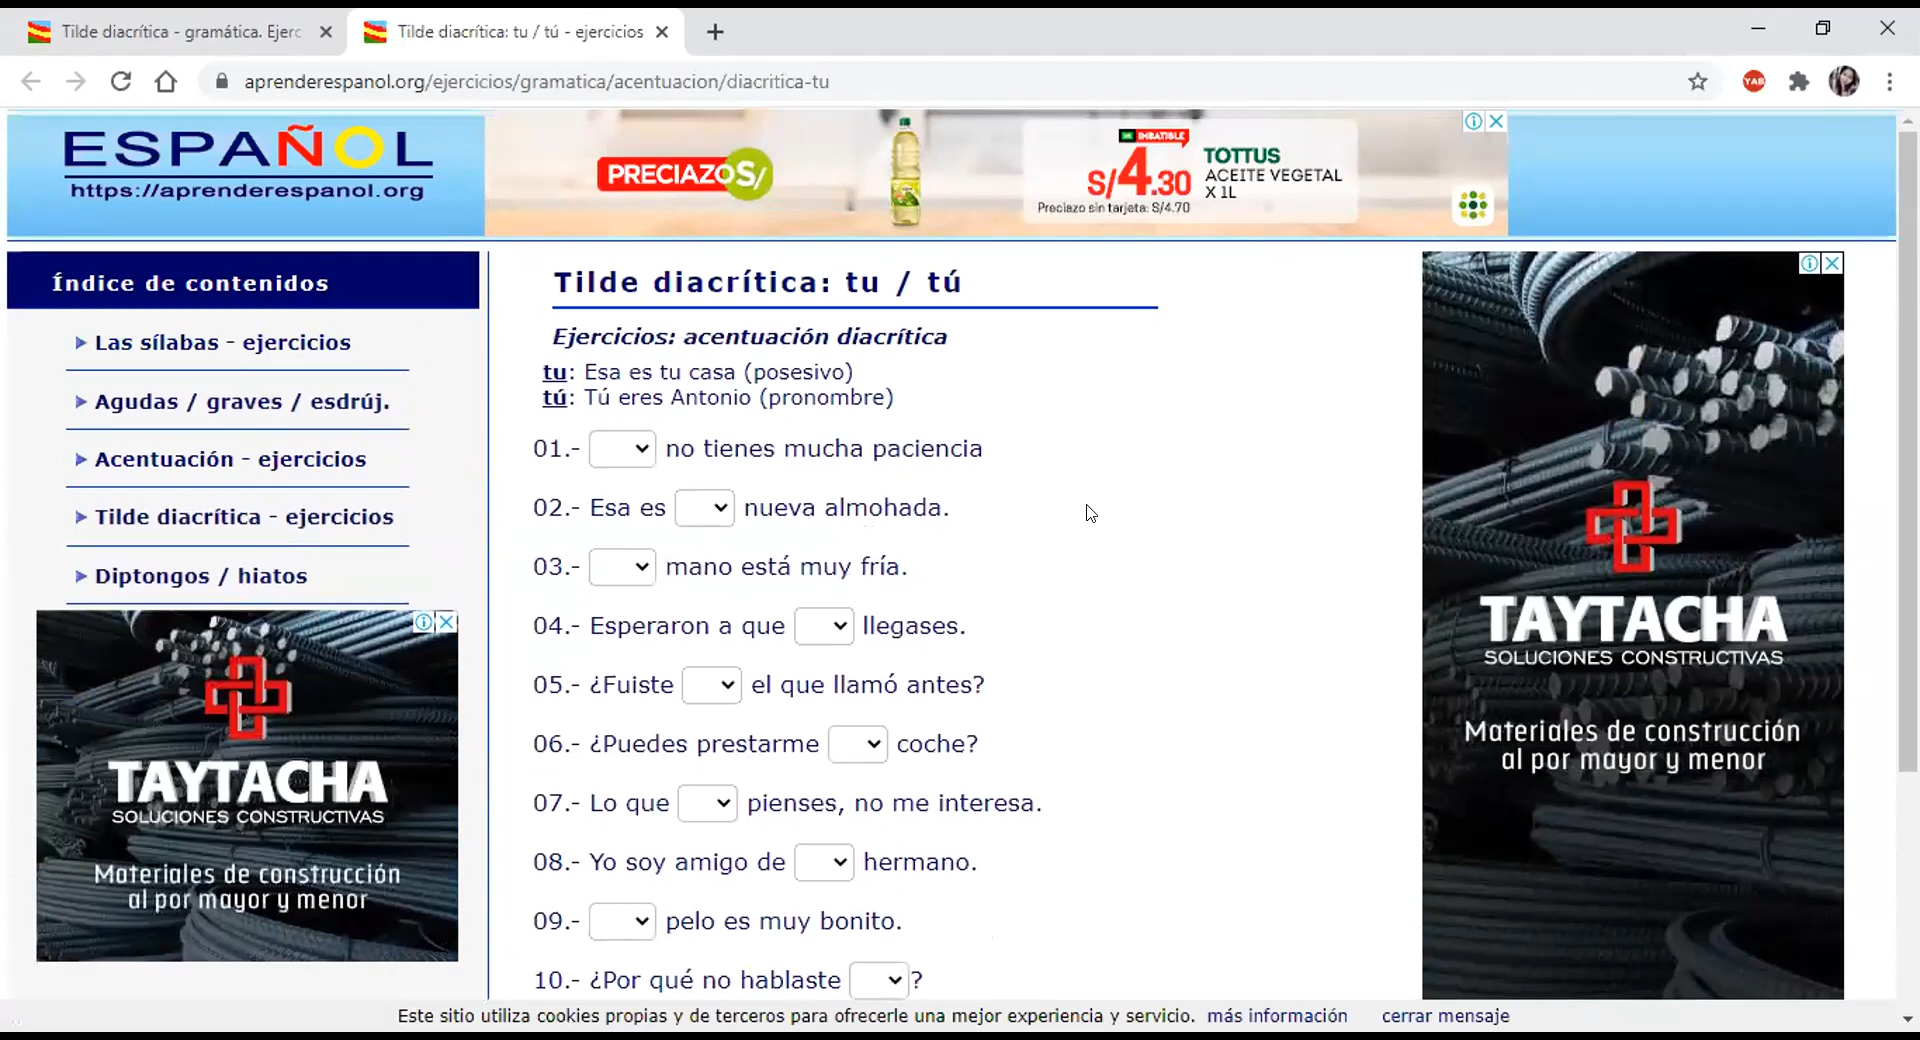 Tilde diacrítica - gramática. Ejerc
Tilde diacrítica: tu / tú - ejercicios
aprenderespanol.org/ejercicios/gramatica/acentuacion/diacritica-tu
YAB
ESPAÑOL
https://aprenderespanol.org
PRECIAZO S/
IMBATIBLE
S/4.30
Preciazo sin tarjeta: S/4.70
TOTTUS
ACEITE VEGETAL
X 1L
Índice de contenidos
Las sílabas - ejercicios
Agudas / graves / esdrúj.
Acentuación - ejercicios
Tilde diacrítica - ejercicios
Diptongos / hiatos
TAYTACHA
SOLUCIONES CONSTRUCTIVAS
Materiales de construcción
al por mayor y menor
Tilde diacrítica: tu / tú
Ejercicios: acentuación diacrítica
tu: Esa es tu casa (posesivo)
tú: Tú eres Antonio (pronombre)
01.- no tienes mucha paciencia
02.- Esa es nueva almohada.
03.- mano está muy fría.
04.- Esperaron a que llegases.
05.- ¿Fuiste el que llamó antes?
06.- ¿Puedes prestarme coche?
07.- Lo que pienses, no me interesa.
08.- Yo soy amigo de hermano.
09.- pelo es muy bonito.
10.- ¿Por qué no hablaste ?
TAYTACHA
SOLUCIONES CONSTRUCTIVAS
Materiales de construcción
al por mayor y menor
Este sitio utiliza cookies propias y de terceros para ofrecerle una mejor experiencia y servicio. más información cerrar mensaje